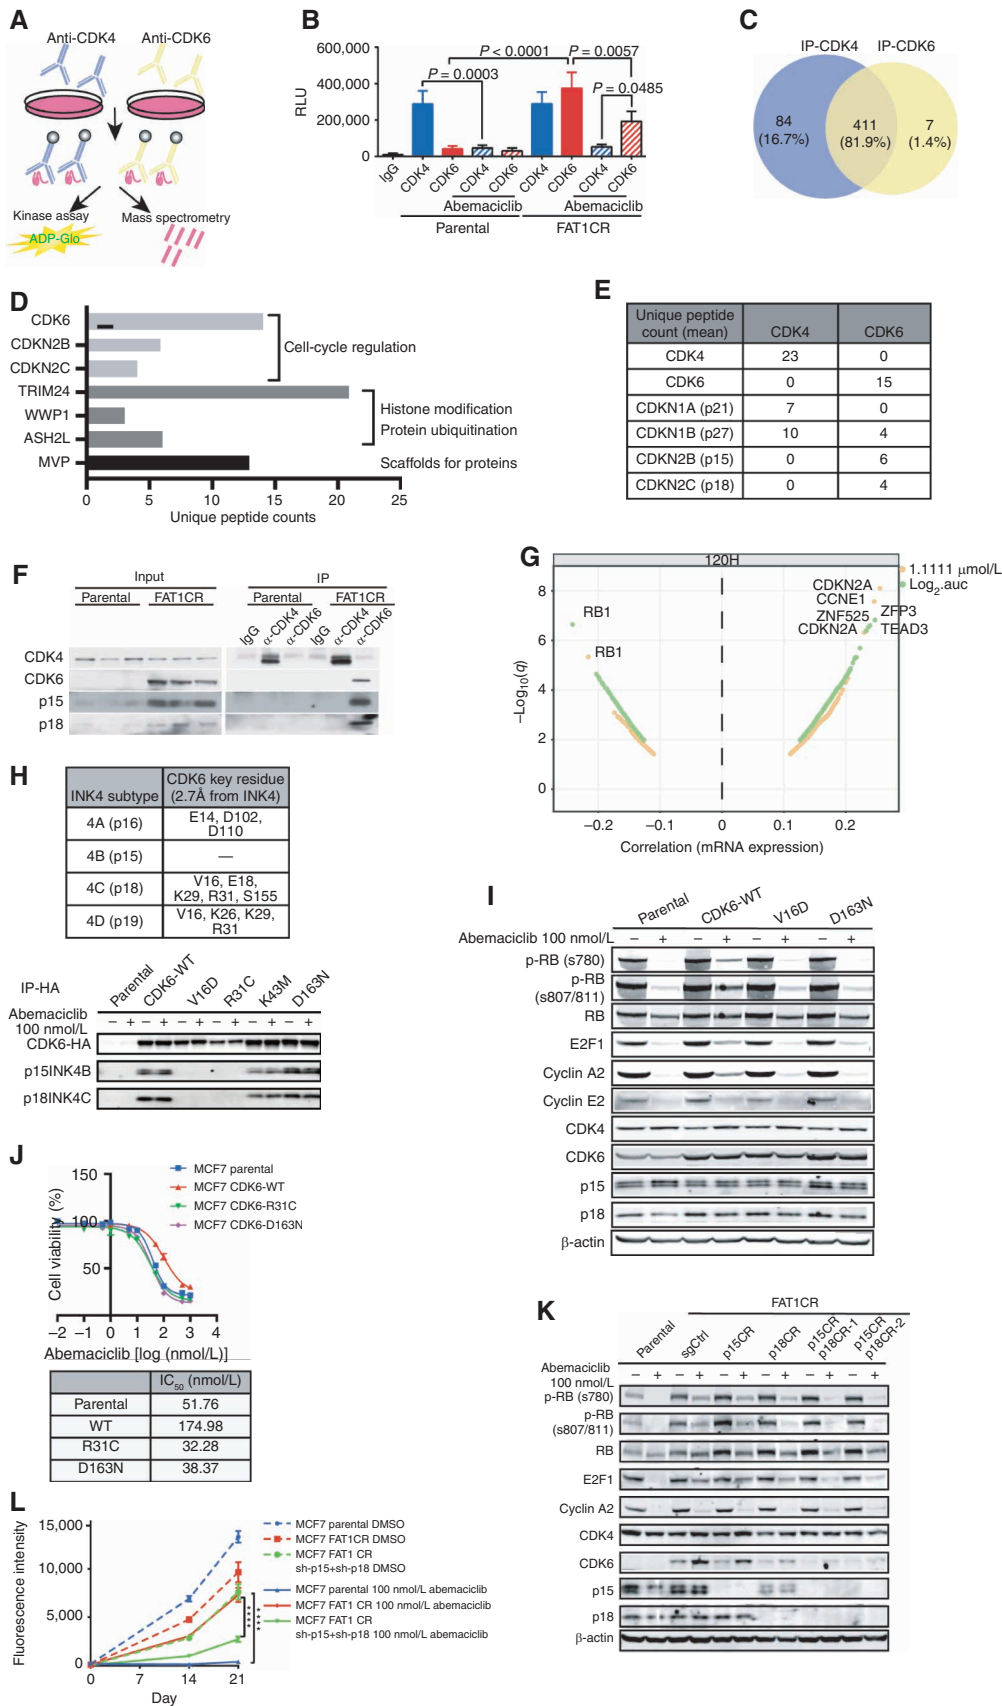 A
Anti-CDK4
Anti-CDK6
Kinase assay
Mass spectrometry
ADP-Glo
B
RLU
600,000
400,000
200,000
0
P < 0.0001
P = 0.0057
P = 0.0003
P = 0.0485
IgG
CDK4
CDK6
CDK4
CDK6
CDK4
CDK6
CDK4
CDK6
Abemaciclib
Abemaciclib
Parental
FAT1CR
C
IP-CDK4
IP-CDK6
84
(16.7%)
411
(81.9%)
7
(1.4%)
D
CDK6
CDKN2B
CDKN2C
TRIM24
WWP1
ASH2L
MVP
Cell-cycle regulation
Histone modification
Protein ubiquitination
Scaffolds for proteins
0 5 10 15 20 25
Unique peptide counts
E
Unique peptide count (mean) CDK4 CDK6
CDK4 23 0
CDK6 0 15
CDKN1A (p21) 7 0
CDKN1B (p27) 10 4
CDKN2B (p15) 0 6
CDKN2C (p18) 0 4
F
Input
IP
Parental FAT1CR
Parental FAT1CR
IgG α-CDK4 α-CDK6 IgG α-CDK4 α-CDK6
CDK4
CDK6
p15
p18
G
120H
−Log10(q)
8
6
4
2
0
RB1
RB1
CDKN2A
CCNE1
ZNF525
ZFP3
CDKN2A
TEAD3
1.1111 μmol/L
Log2.auc
−0.2 −0.1 0 0.1 0.2
Correlation (mRNA expression)
H
INK4 subtype CDK6 key residue (2.7Å from INK4)
4A (p16) E14, D102, D110
4B (p15) —
4C (p18) V16, E18, K29, R31, S155
4D (p19) V16, K26, K29, R31
IP-HA
Parental CDK6-WT V16D R31C K43M D163N
Abemaciclib
100 nmol/L
− + − + − + − + − + − +
CDK6-HA
p15INK4B
p18INK4C
I
Parental CDK6-WT V16D D163N
Abemaciclib 100 nmol/L − + − + − + − +
p-RB (s780)
p-RB
(s807/811)
RB
E2F1
Cyclin A2
Cyclin E2
CDK4
CDK6
p15
p18
β-actin
J
Cell viability (%)
150
100
50
MCF7 parental
MCF7 CDK6-WT
MCF7 CDK6-R31C
MCF7 CDK6-D163N
−2 −1 0 1 2 3 4
Abemaciclib [log (nmol/L)]
IC50 (nmol/L)
Parental 51.76
WT 174.98
R31C 32.28
D163N 38.37
K
FAT1CR
Parental sgCtrl p15CR p18CR p15CR p18CR-1 p15CR p18CR-2
Abemaciclib
100 nmol/L
− + − + − + − + − + − +
p-RB (s780)
p-RB
(s807/811)
RB
E2F1
Cyclin A2
CDK4
CDK6
p15
p18
β-actin
L
Fluorescence intensity
15,000
10,000
5,000
0
0 7 14 21
Day
MCF7 parental DMSO
MCF7 FAT1CR DMSO
MCF7 FAT1 CR
sh-p15+sh-p18 DMSO
MCF7 parental 100 nmol/L abemaciclib
MCF7 FAT1 CR 100 nmol/L abemaciclib
MCF7 FAT1 CR
sh-p15+sh-p18 100 nmol/L abemaciclib